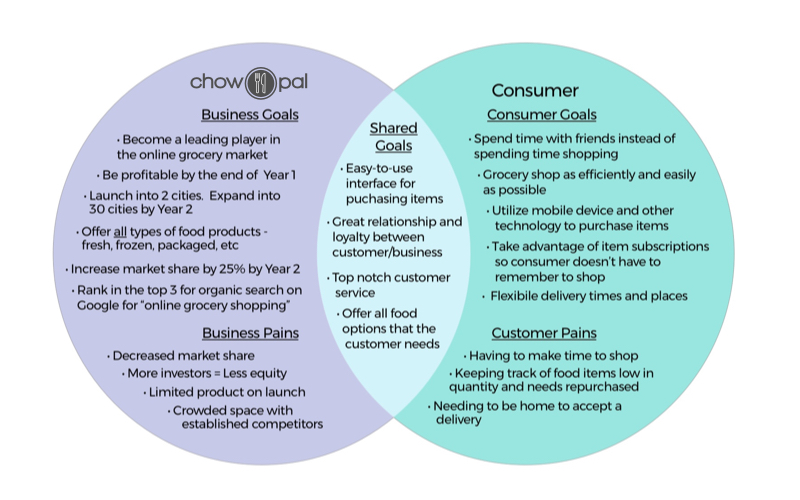 chow pal
Business Goals
· Become a leading player in
the online grocery market
· Be profitable by the end of Year 1
· Launch into 2 cities. Expand into
30 cities by Year 2
· Offer all types of food products -
fresh, frozen, packaged, etc
· Increase market share by 25% by Year 2
· Rank in the top 3 for organic search on
Google for "online grocery shopping"
Business Pains
· Decreased market share
· More investors = Less equity
· Limited product on launch
· Crowded space with
established competitors
Shared
Goals
· Easy-to-use
interface for
puchasing items
· Great relationship and
loyalty between
customer/business
· Top notch customer
service
· Offer all food
options that the
customer needs
Consumer
Consumer Goals
· Spend time with friends instead of
spending time shopping
· Grocery shop as efficiently and easily
as possible
· Utilize mobile device and other
technology to purchase items
· Take advantage of item subscriptions
so consumer doesn't have to
remember to shop
· Flexibile delivery times and places
Customer Pains
· Having to make time to shop
· Keeping track of food items low in
quantity and needs repurchased
· Needing to be home to accept a
delivery